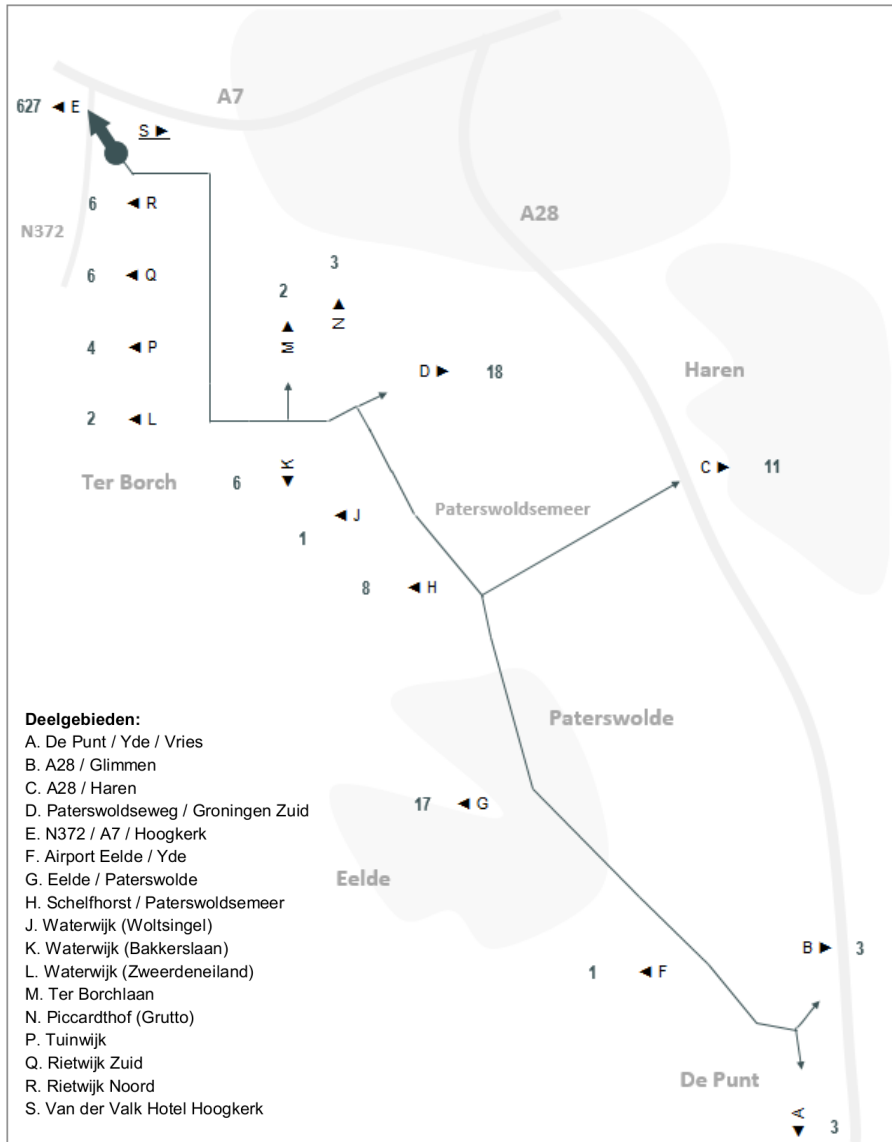 A7
627 ◄ E
S ►
6 ◄ R
A28
N372
6 ◄ Q
3
2
N ►
M ►
4 ◄ P
D ► 18
Haren
2 ◄ L
C ► 11
Ter Borch
6
◄ K
Paterswoldsemeer
1 ◄ J
8 ◄ H
Paterswolde
17 ◄ G
Eelde
B ► 3
1 ◄ F
De Punt
◄ A
3
Deelgebieden:
A. De Punt / Yde / Vries
B. A28 / Glimmen
C. A28 / Haren
D. Paterswoldseweg / Groningen Zuid
E. N372 / A7 / Hoogkerk
F. Airport Eelde / Yde
G. Eelde / Paterswolde
H. Schelfhorst / Paterswoldsemeer
J. Waterwijk (Woltsingel)
K. Waterwijk (Bakkerslaan)
L. Waterwijk (Zweerdeneiland)
M. Ter Borchlaan
N. Piccardthof (Grutto)
P. Tuinwijk
Q. Rietwijk Zuid
R. Rietwijk Noord
S. Van der Valk Hotel Hoogkerk